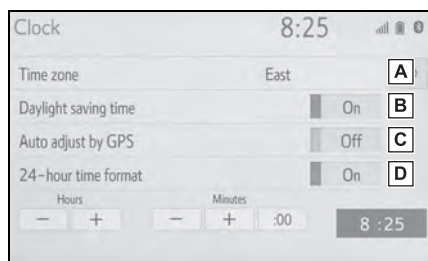 Clock 8:25
Time zone East A
Daylight saving time On B
Auto adjust by GPS Off C
24-hour time format On D
Hours Minutes
- + - + :00 8 :25